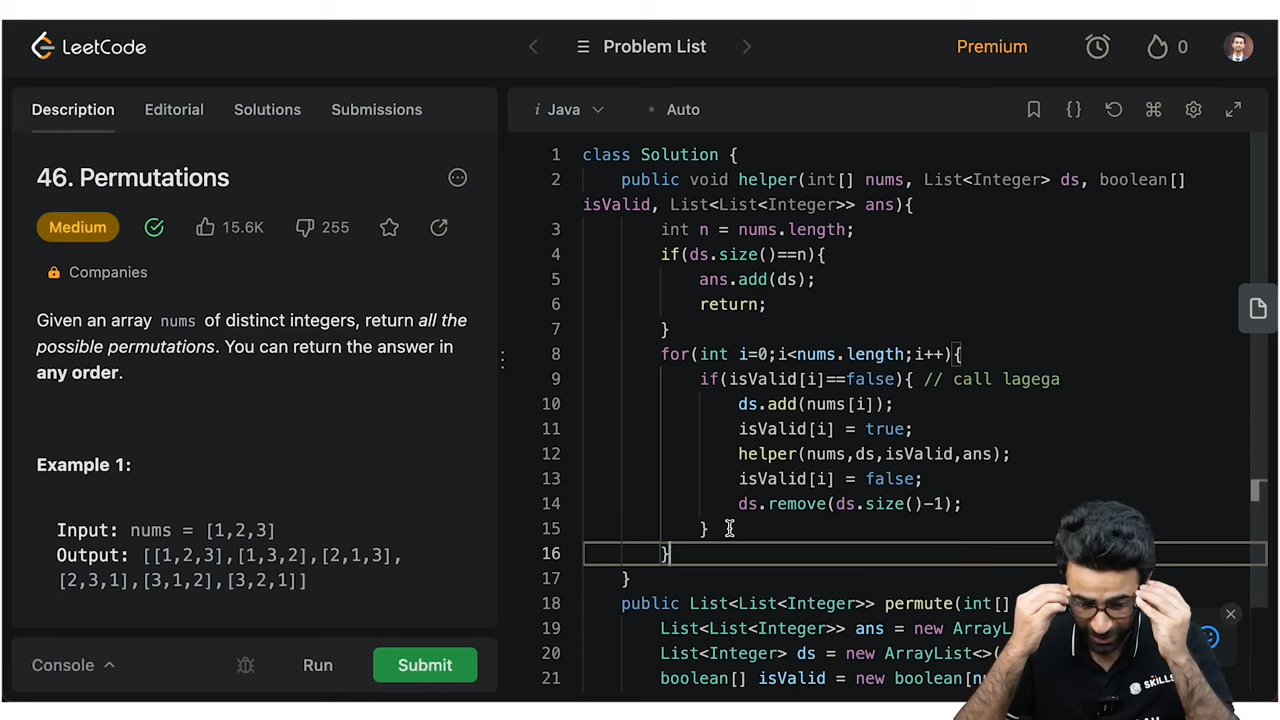 LeetCode
Problem List
Premium
0
Description
Editorial
Solutions
Submissions
46. Permutations
Medium
15.6K
255
Companies
Given an array nums of distinct integers, return all the
possible permutations. You can return the answer in
any order.
Example 1:
Input: nums = [1,2,3]
Output: [[1,2,3],[1,3,2],[2,1,3],
[2,3,1],[3,1,2],[3,2,1]]
Console
Run
Submit
i Java
Auto
1 class Solution {
2 public void helper(int[] nums, List<Integer> ds, boolean[]
isValid, List<List<Integer>> ans){
3 int n = nums.length;
4 if(ds.size()==n){
5 ans.add(ds);
6 return;
7 }
8 for(int i=0;i<nums.length;i++){
9 if(isValid[i]==false){ // call lagega
10 ds.add(nums[i]);
11 isValid[i] = true;
12 helper(nums,ds,isValid,ans);
13 isValid[i] = false;
14 ds.remove(ds.size()-1);
15 }
16 }
17 }
18 public List<List<Integer>> permute(int[]
19 List<List<Integer>> ans = new ArrayL
20 List<Integer> ds = new ArrayList<>(
21 boolean[] isValid = new boolean[n
SKILLS